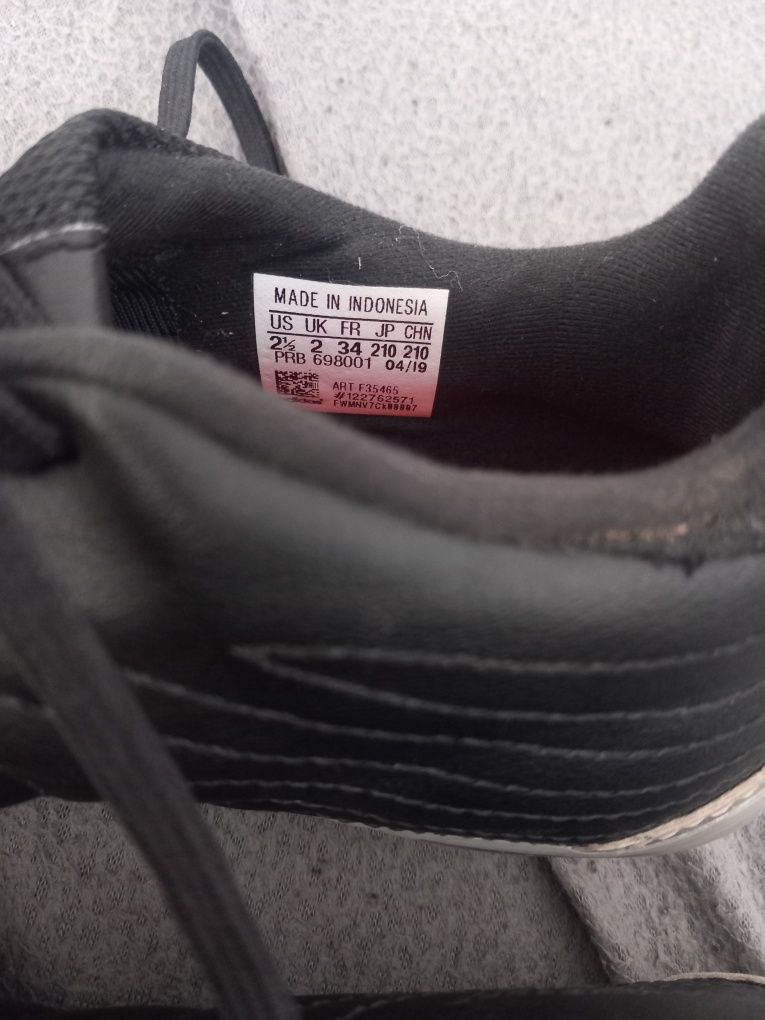 MADE IN INDONESIA
US UK FR JP CHN
2½ 2 34 210 210
PRB 698001 04/19
ART F35465
#122762571